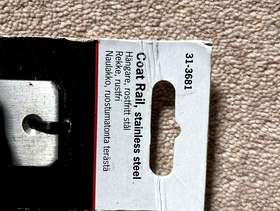 31-3681
Coat Rail, stainless steel
Hängare, rostfritt stål
Rekke, rustfri
Naulakko, ruostumatonta terästä